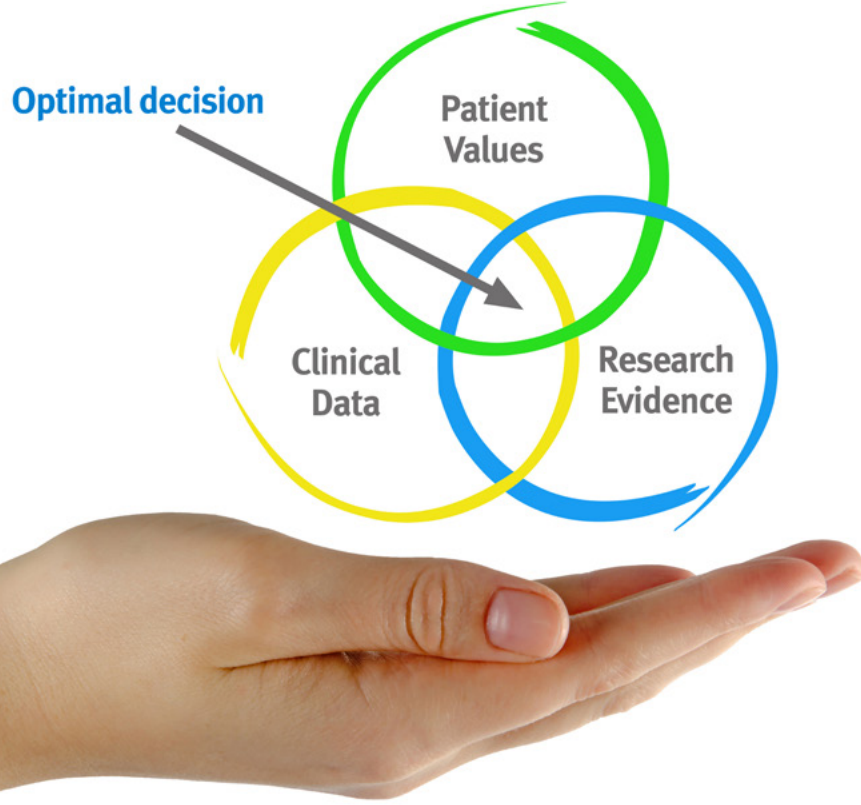 Optimal decision
Patient
Values
Clinical
Data
Research
Evidence